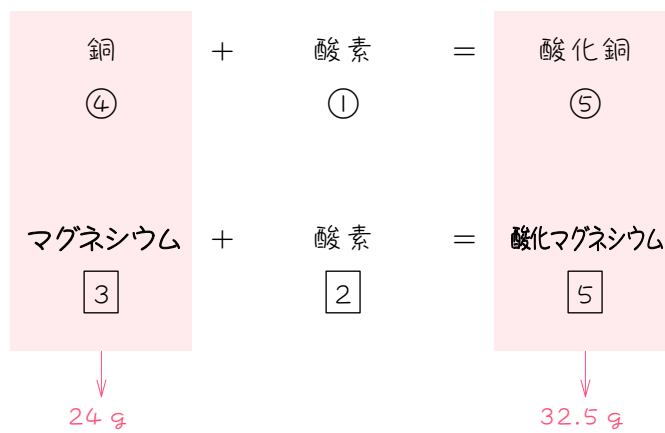 銅 + 酸素 = 酸化銅
④ ① ⑤
マグネシウム + 酸素 = 酸化マグネシウム
3 2 5
24 g 32.5 g